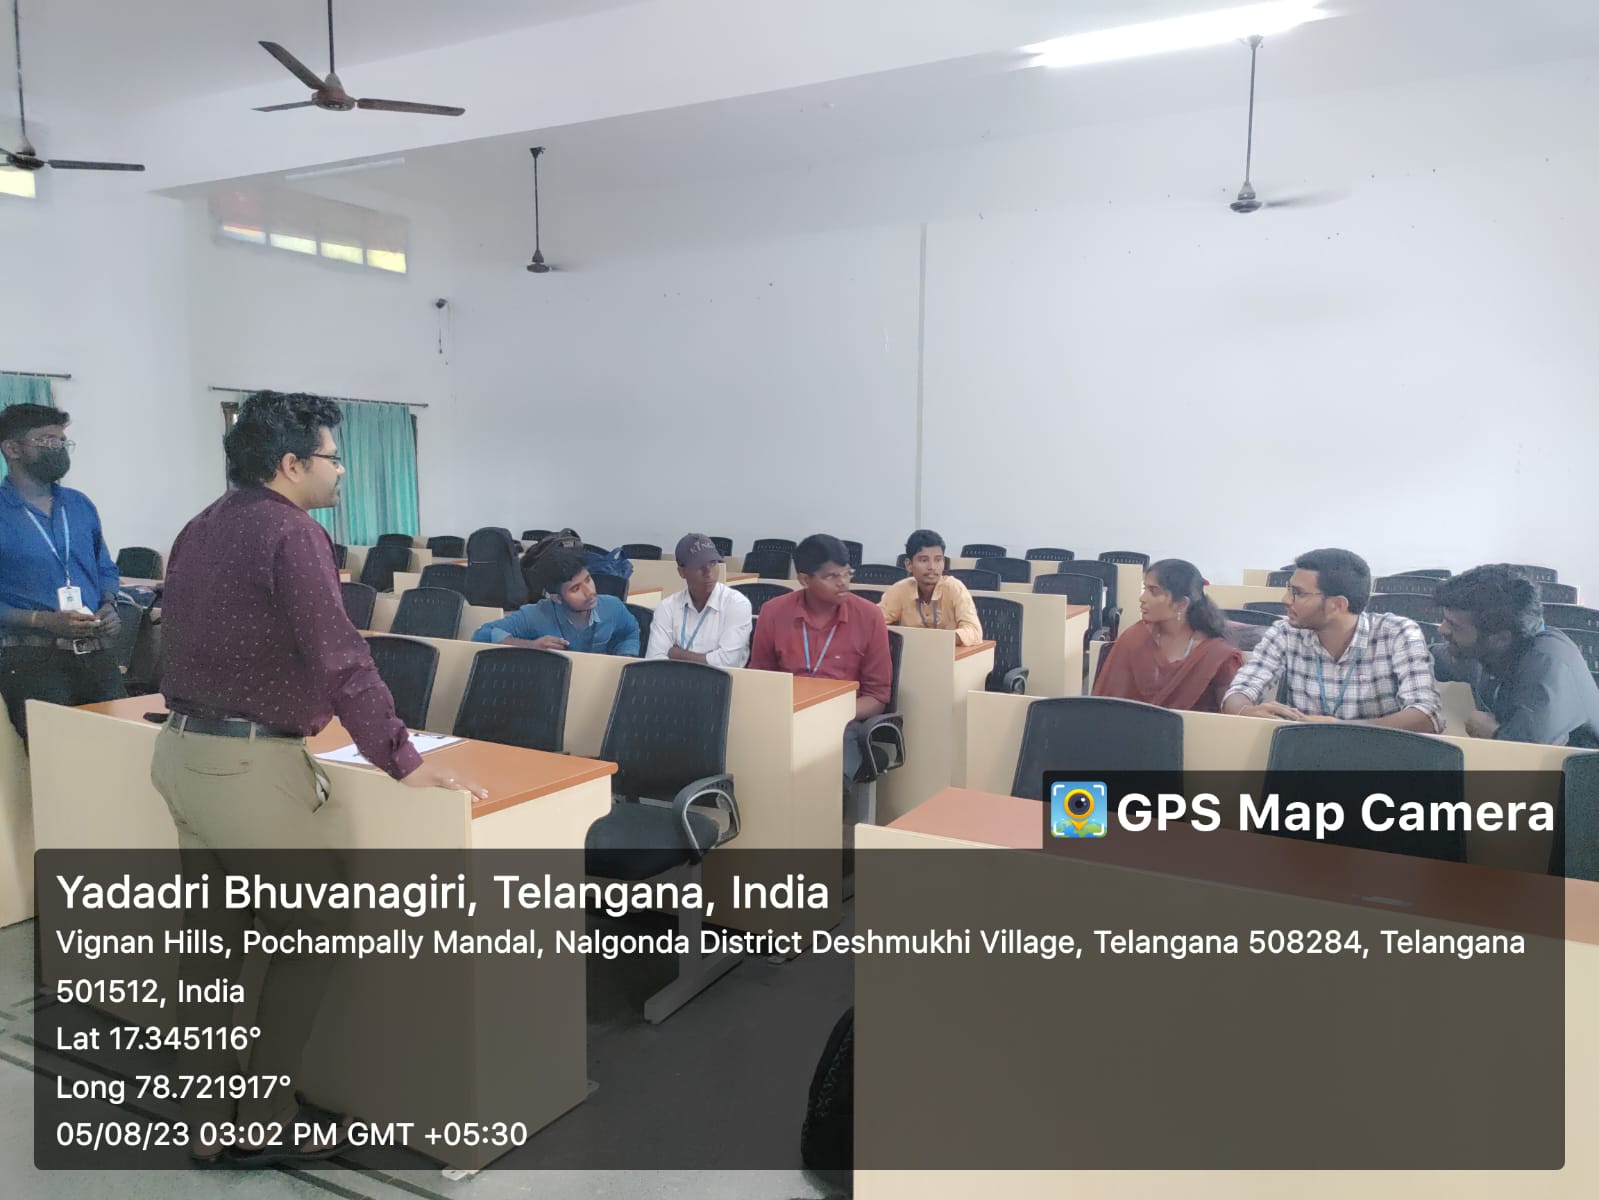 GPS Map Camera
Yadadri Bhuvanagiri, Telangana, India
Vignan Hills, Pochampally Mandal, Nalgonda District Deshmukhi Village, Telangana 508284, Telangana
501512, India
Lat 17.345116°
Long 78.721917°
05/08/23 03:02 PM GMT +05:30